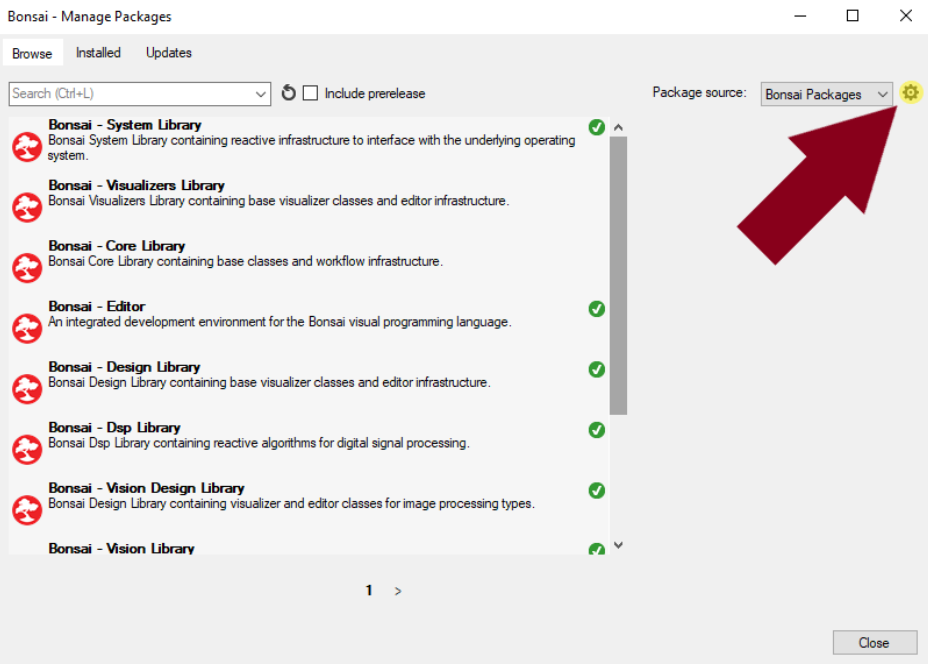 Bonsai - Manage Packages
Browse Installed Updates
Search (Ctrl+L) Include prerelease Package source: Bonsai Packages
Bonsai - System Library
Bonsai System Library containing reactive infrastructure to interface with the underlying operating
system.
Bonsai - Visualizers Library
Bonsai Visualizers Library containing base visualizer classes and editor infrastructure.
Bonsai - Core Library
Bonsai Core Library containing base classes and workflow infrastructure.
Bonsai - Editor
An integrated development environment for the Bonsai visual programming language.
Bonsai - Design Library
Bonsai Design Library containing base visualizer classes and editor infrastructure.
Bonsai - Dsp Library
Bonsai Dsp Library containing reactive algorithms for digital signal processing.
Bonsai - Vision Design Library
Bonsai Design Library containing visualizer and editor classes for image processing types.
Bonsai - Vision Library
1 >
Close